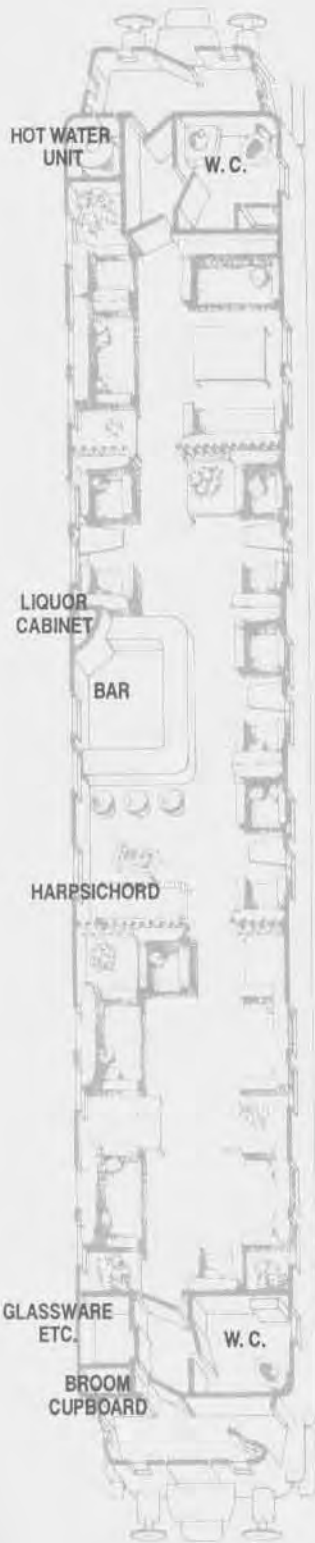 HOT WATER
UNIT
W. C.
LIQUOR
CABINET
BAR
HARPSICHORD
GLASSWARE
ETC.
W. C.
BROOM
CUPBOARD